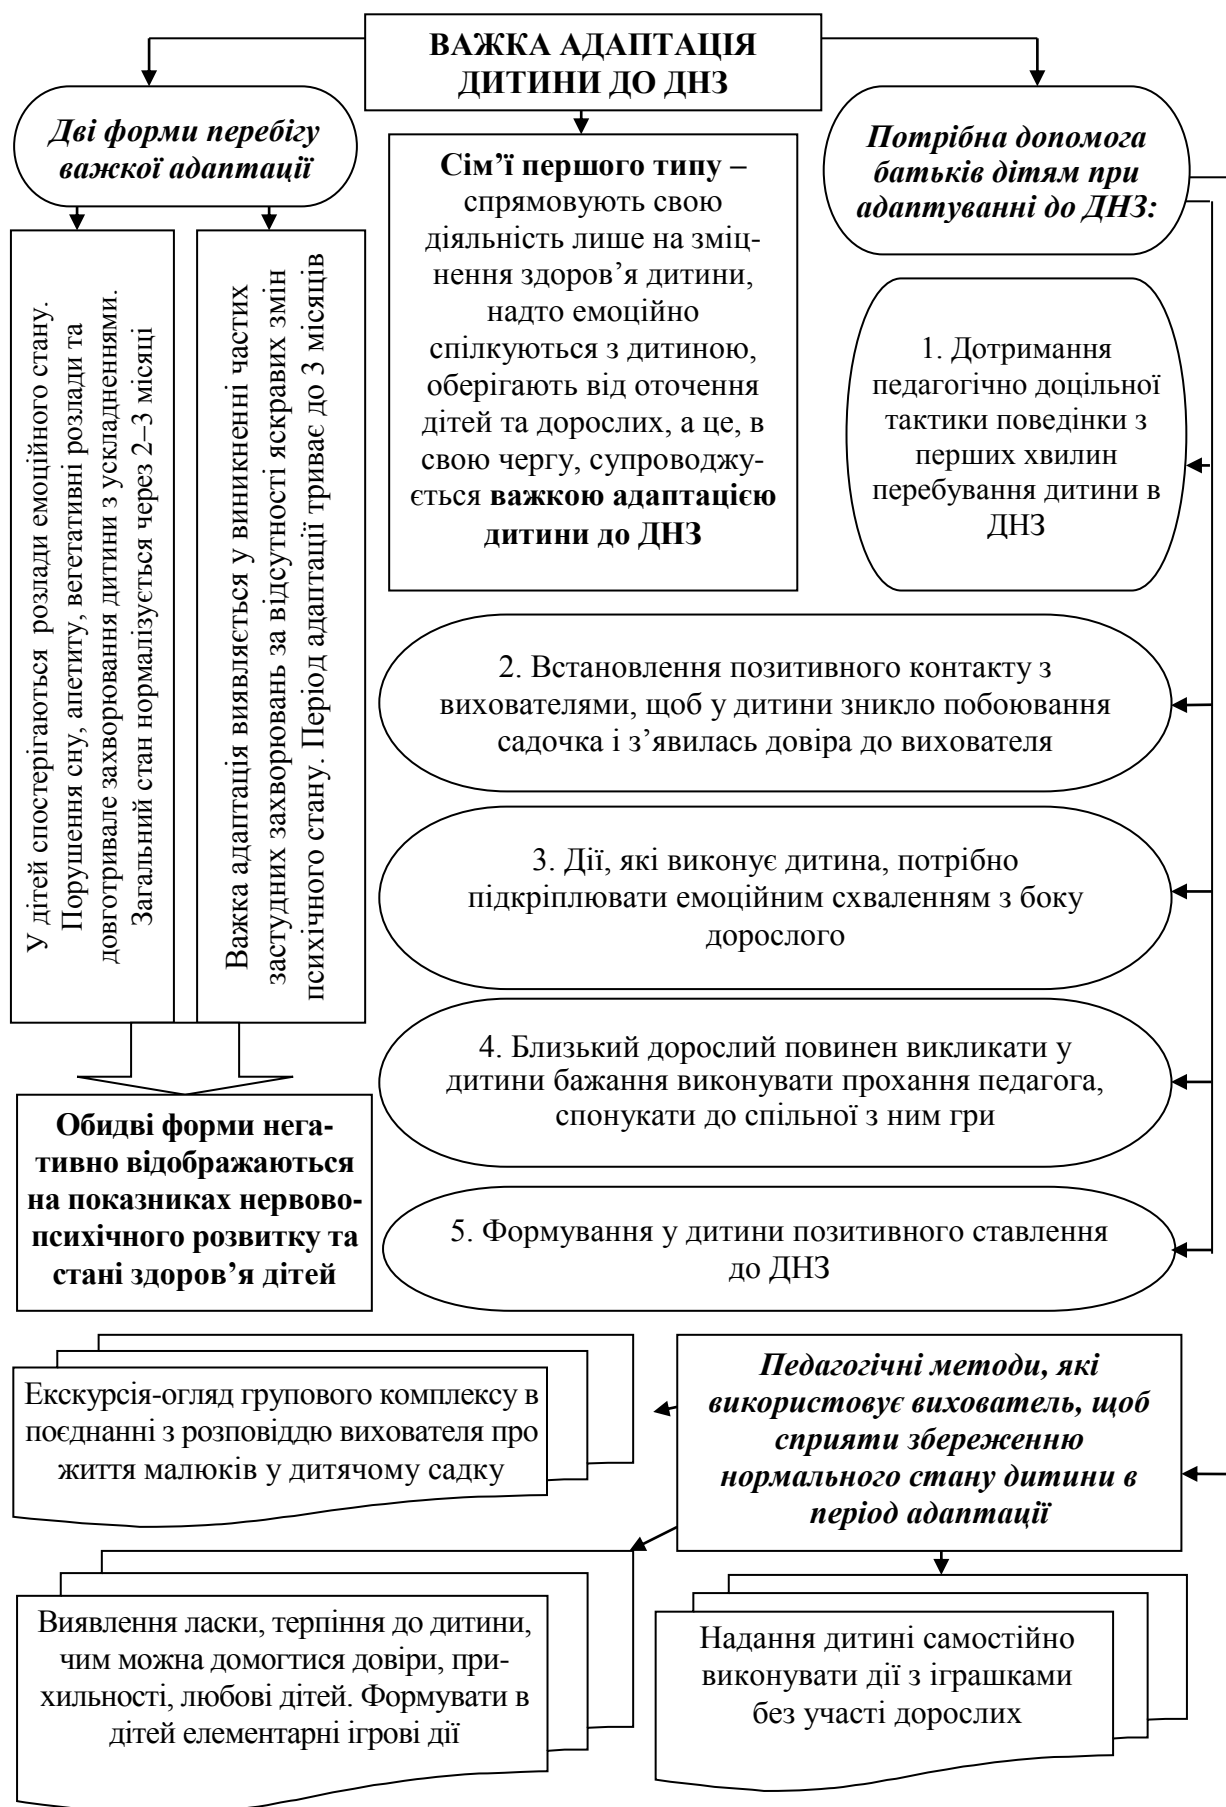 ВАЖКА АДАПТАЦІЯ
ДИТИНИ ДО ДНЗ
Дві форми перебігу
важкої адаптації
У дітей спостерігаються розлади емоційного стану.
Порушення сну, апетиту, вегетативні розлади та
довготривале захворювання дитини з ускладненнями.
Загальний стан нормалізується через 2–3 місяці
Важка адаптація виявляється у виникненні частих
застудних захворювань за відсутності яскравих змін
психічного стану. Період адаптації триває до 3 місяців
Обидві форми нега-
тивно відображаються
на показниках нервово-
психічного розвитку та
стані здоров’я дітей
Сім’ї першого типу –
спрямовують свою
діяльність лише на зміц-
нення здоров’я дитини,
надто емоційно
спілкуються з дитиною,
оберігають від оточення
дітей та дорослих, а це, в
свою чергу, супроводжу-
ється важкою адаптацією
дитини до ДНЗ
Потрібна допомога
батьків дітям при
адаптуванні до ДНЗ:
1. Дотримання
педагогічно доцільної
тактики поведінки з
перших хвилин
перебування дитини в
ДНЗ
2. Встановлення позитивного контакту з
вихователями, щоб у дитини зникло побоювання
садочка і з’явилась довіра до вихователя
3. Дії, які виконує дитина, потрібно
підкріплювати емоційним схваленням з боку
дорослого
4. Близький дорослий повинен викликати у
дитини бажання виконувати прохання педагога,
спонукати до спільної з ним гри
5. Формування у дитини позитивного ставлення
до ДНЗ
Педагогічні методи, які
використовує вихователь, щоб
сприяти збереженню
нормального стану дитини в
період адаптації
Екскурсія-огляд групового комплексу в
поєднанні з розповіддю вихователя про
життя малюків у дитячому садку
Виявлення ласки, терпіння до дитини,
чим можна домогтися довіри, при-
хильності, любові дітей. Формувати в
дітей елементарні ігрові дії
Надання дитині самостійно
виконувати дії з іграшками
без участі дорослих